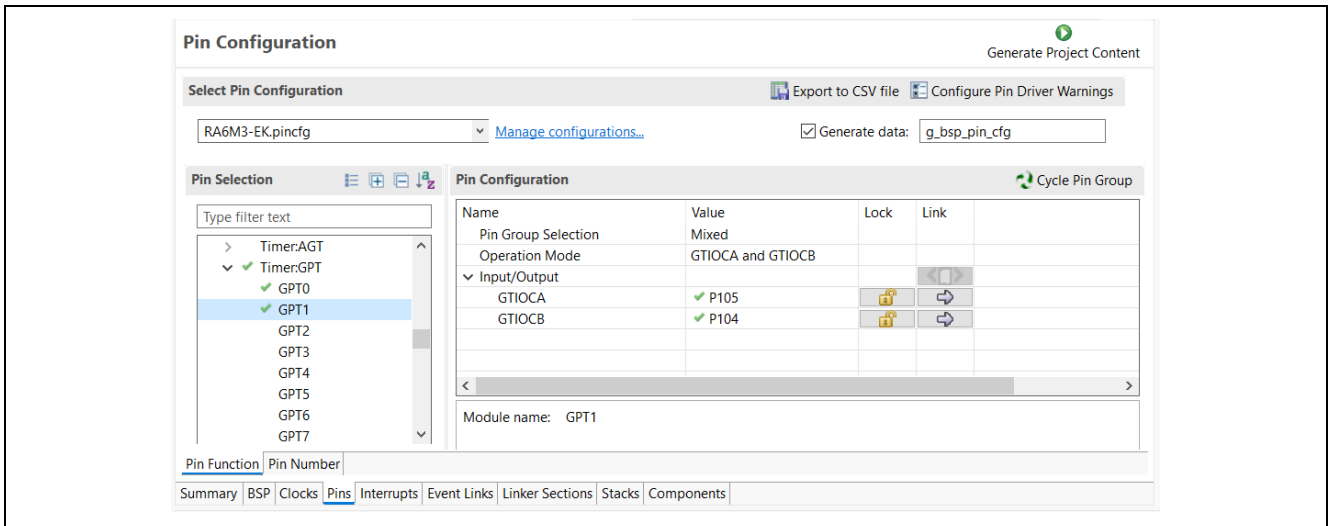 Pin Configuration
Generate Project Content
Select Pin Configuration
Export to CSV file
Configure Pin Driver Warnings
RA6M3-EK.pincfg
Manage configurations...
Generate data:
g_bsp_pin_cfg
Pin Selection
Pin Configuration
Cycle Pin Group
Type filter text
Timer:AGT
Timer:GPT
GPT0
GPT1
GPT2
GPT3
GPT4
GPT5
GPT6
GPT7
Name Value Lock Link
Pin Group Selection Mixed
Operation Mode GTIOCA and GTIOCB
Input/Output
GTIOCA P105
GTIOCB P104
Module name: GPT1
Pin Function Pin Number
Summary BSP Clocks Pins Interrupts Event Links Linker Sections Stacks Components